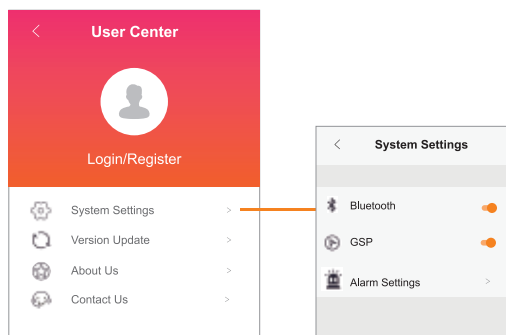 User Center
Login/Register
System Settings
Version Update
About Us
Contact Us
System Settings
Bluetooth
GSP
Alarm Settings